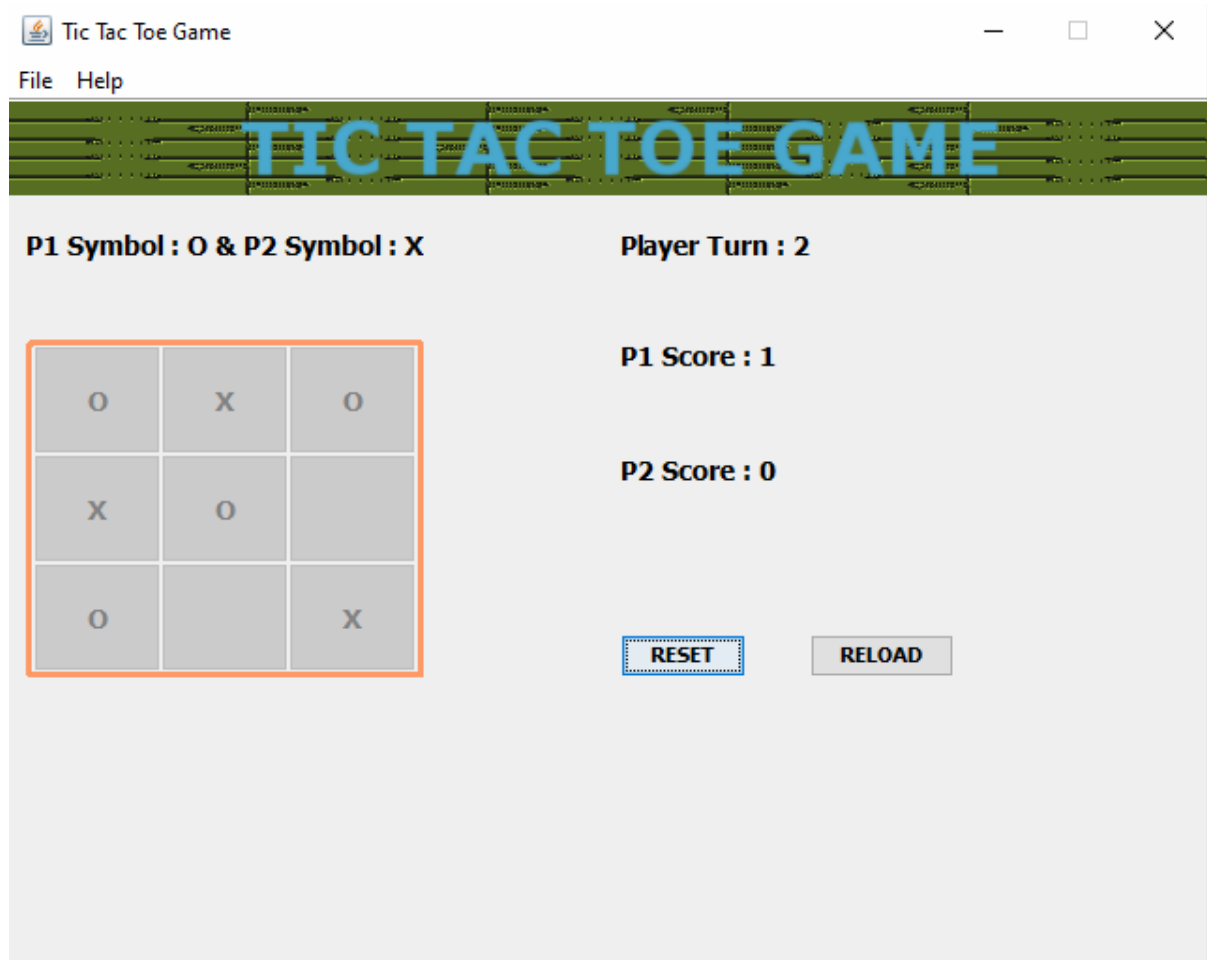 Tic Tac Toe Game
File Help
TIC TAC TOE GAME
P1 Symbol : O & P2 Symbol : X
Player Turn : 2
P1 Score : 1
P2 Score : 0
O X O
X O
O X
RESET
RELOAD